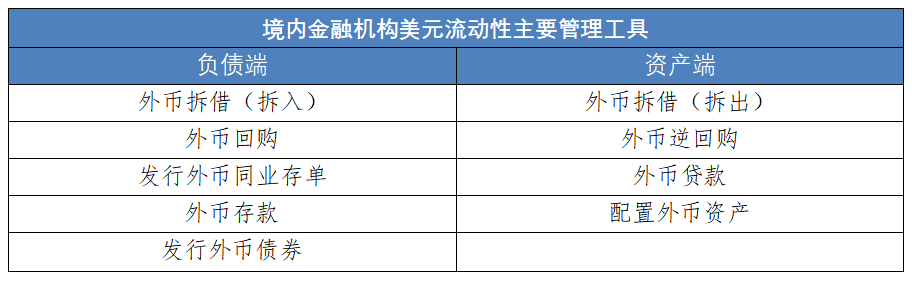 境内金融机构美元流动性主要管理工具
负债端 资产端
外币拆借（拆入） 外币拆借（拆出）
外币回购 外币逆回购
发行外币同业存单 外币贷款
外币存款 配置外币资产
发行外币债券